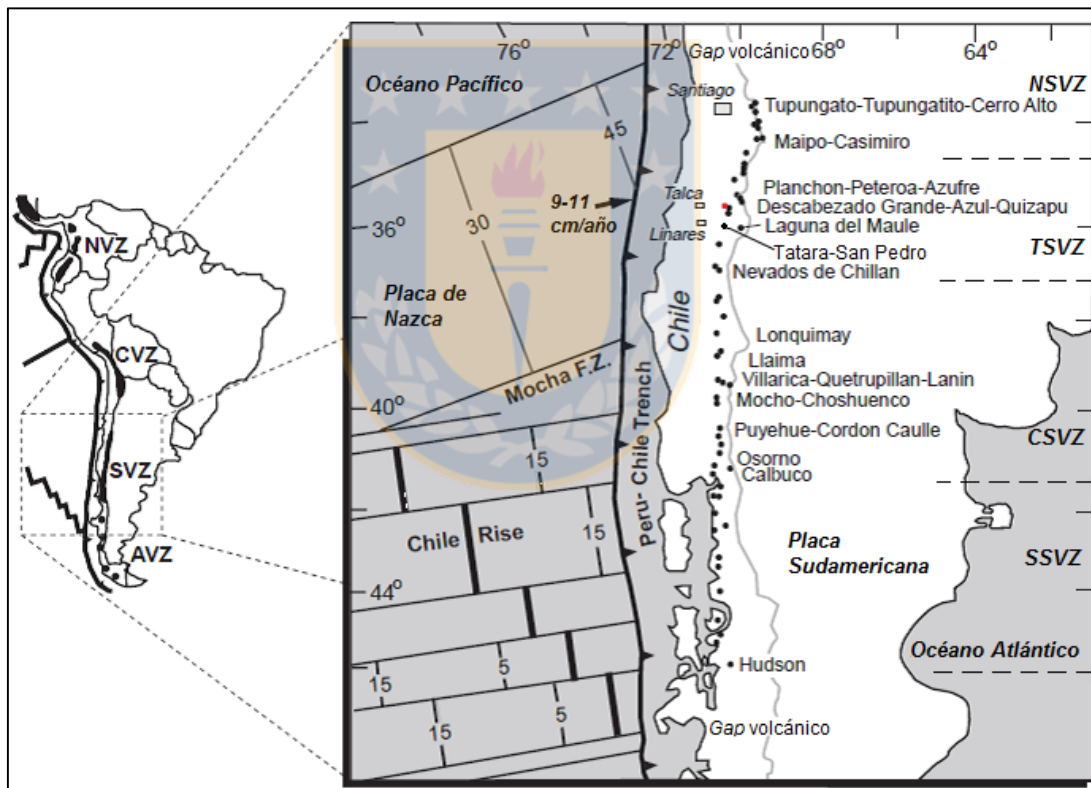 NVZ
CVZ
SVZ
AVZ
76°
72°
68°
64°
Gap volcánico
Océano Pacífico
Santiago
NSVZ
Tupungato-Tupungatito-Cerro Alto
45
Maipo-Casimiro
Talca
Planchon-Peteroa-Azufre
9-11
cm/año
Descabezado Grande-Azul-Quizapu
30
36°
Linares
Laguna del Maule
TSVZ
Tatara-San Pedro
Nevados de Chillan
Placa de
Nazca
Chile
Lonquimay
Llaima
Mocha F.Z.
Villarica-Quetrupillan-Lanin
40°
Mocho-Choshuenco
Puyehue-Cordon Caulle
CSVZ
15
Osorno
Calbuco
Peru- Chile Trench
Chile Rise
15
Placa
Sudamericana
SSVZ
44°
Océano Atlántico
Hudson
15
5
15
5
Gap volcánico